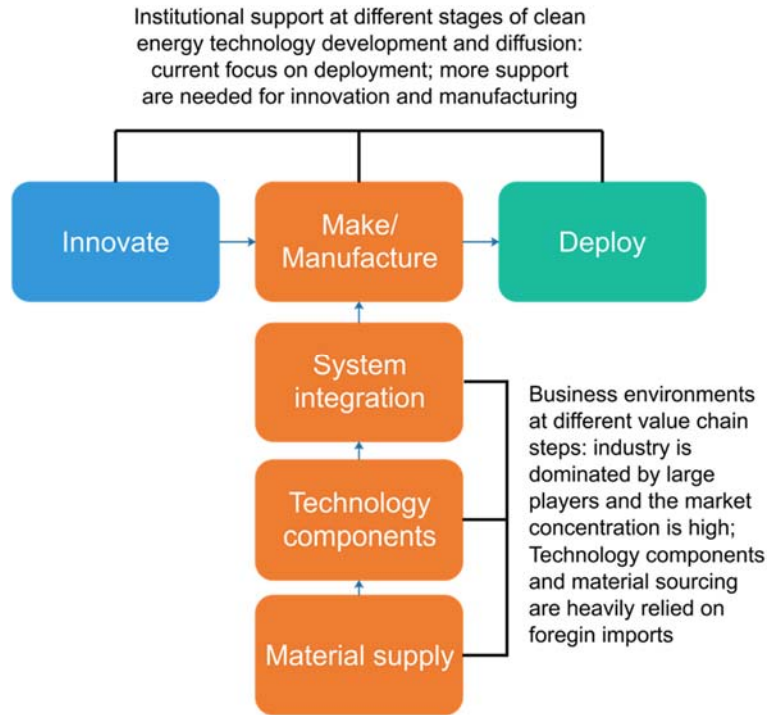 Institutional support at different stages of clean
energy technology development and diffusion:
current focus on deployment; more support
are needed for innovation and manufacturing
Innovate
Make/
Manufacture
Deploy
System
integration
Technology
components
Material supply
Business environments
at different value chain
steps: industry is
dominated by large
players and the market
concentration is high;
Technology components
and material sourcing
are heavily relied on
foregin imports